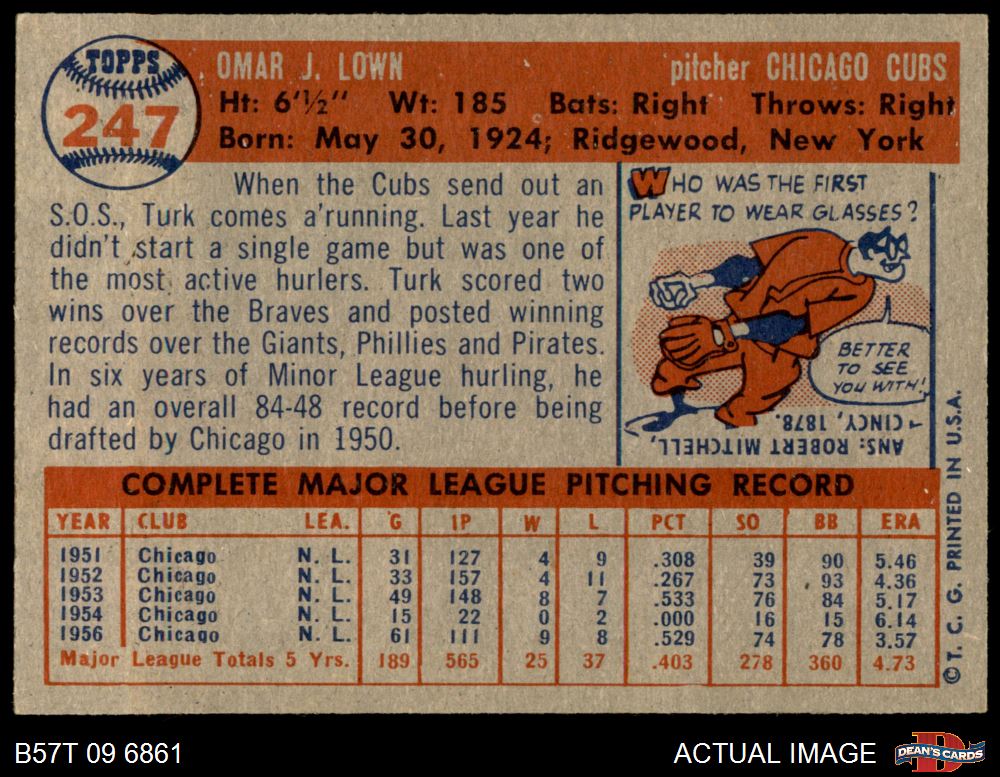 TOPPS
247
OMAR J. LOWN pitcher CHICAGO CUBS
Ht: 6'½" Wt: 185 Bats: Right Throws: Right
Born: May 30, 1924; Ridgewood, New York
When the Cubs send out an
S.O.S., Turk comes a'running. Last year he
didn't start a single game but was one of
the most active hurlers. Turk scored two
wins over the Braves and posted winning
records over the Giants, Phillies and Pirates.
In six years of Minor League hurling, he
had an overall 84-48 record before being
drafted by Chicago in 1950.
WHO WAS THE FIRST
PLAYER TO WEAR GLASSES?
BETTER
TO SEE
YOU WITH!
ANS: ROBERT MITCHELL,
- CINCY, 1878.
COMPLETE MAJOR LEAGUE PITCHING RECORD
YEAR CLUB LEA. G IP W L PCT SO BB ERA
1951 Chicago N. L. 31 127 4 9 .308 39 90 5.46
1952 Chicago N. L. 33 157 4 11 .267 73 93 4.36
1953 Chicago N. L. 49 148 8 7 .533 76 84 5.17
1954 Chicago N. L. 15 22 0 2 .000 16 15 6.14
1956 Chicago N. L. 61 111 9 8 .529 74 78 3.57
Major League Totals 5 Yrs. 189 565 25 37 .403 278 360 4.73
©T. C. G. PRINTED IN U.S.A.
B57T 09 6861 ACTUAL IMAGE
DEAN'S CARDS